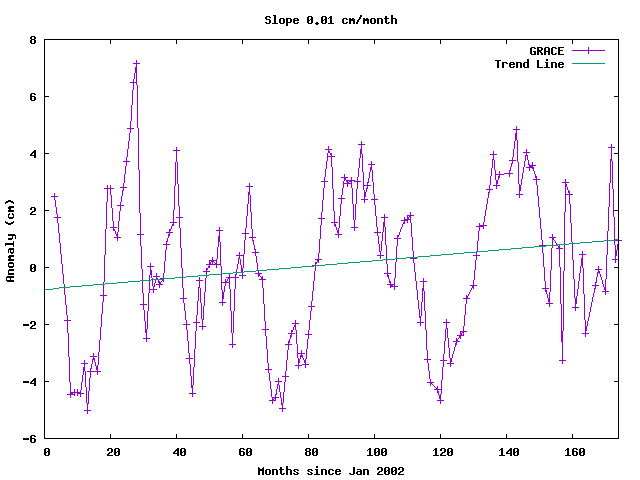 Slope 0.01 cm/month
GRACE
Trend Line
Anomaly (cm)
8
6
4
2
0
-2
-4
-6
0 20 40 60 80 100 120 140 160
Months since Jan 2002